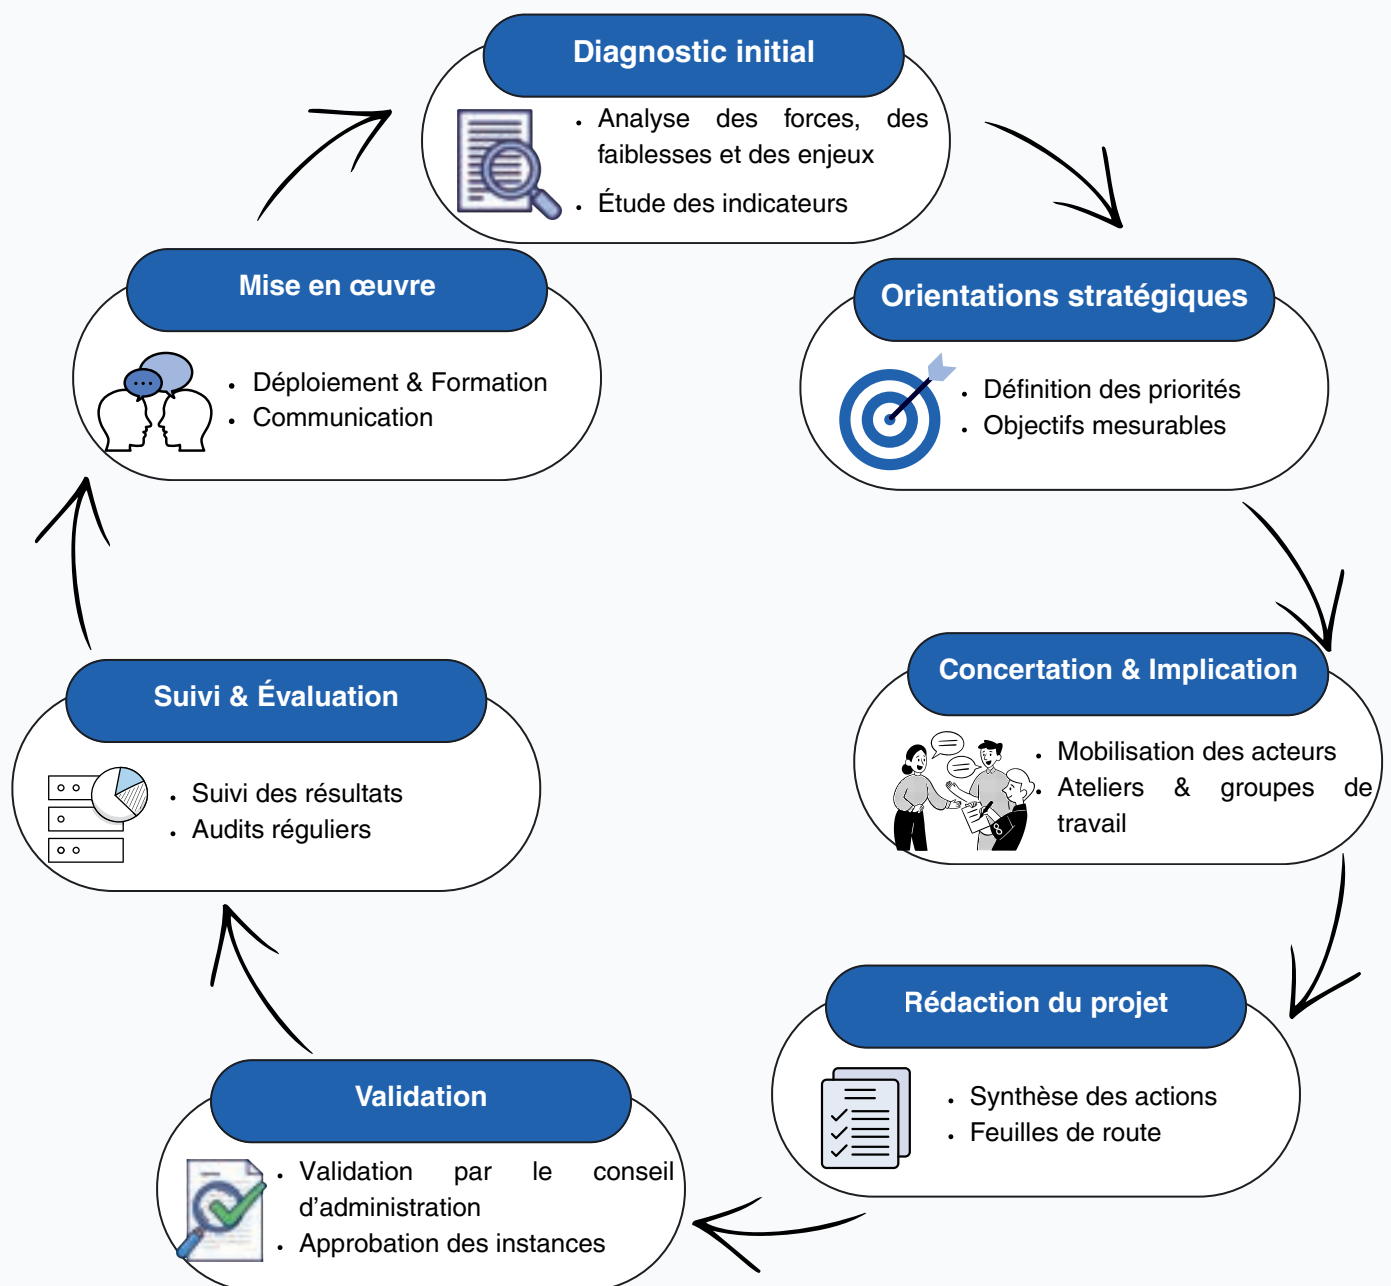 Diagnostic initial
• Analyse des forces, des
faiblesses et des enjeux
• Étude des indicateurs
Orientations stratégiques
• Définition des priorités
• Objectifs mesurables
Concertation & Implication
• Mobilisation des acteurs
• Ateliers & groupes de
travail
Rédaction du projet
• Synthèse des actions
• Feuilles de route
Validation
• Validation par le conseil
d’administration
• Approbation des instances
Suivi & Évaluation
• Suivi des résultats
• Audits réguliers
Mise en œuvre
• Déploiement & Formation
• Communication